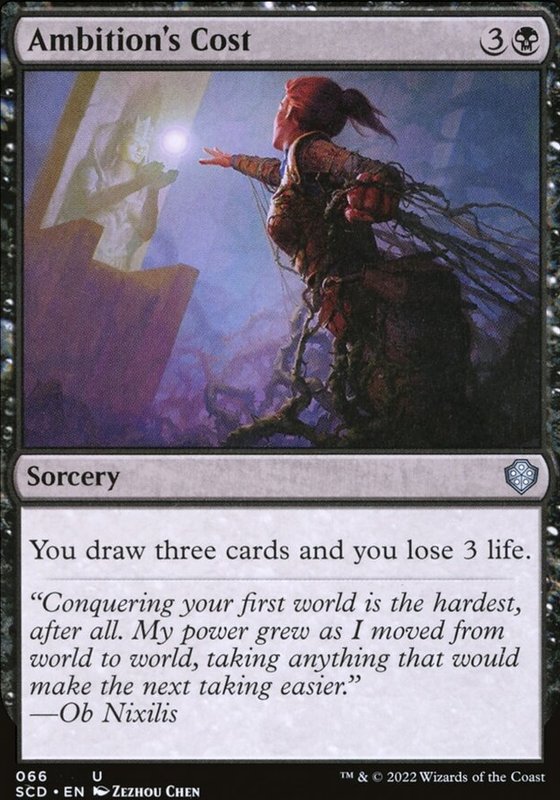 Ambition's Cost 3
Sorcery
You draw three cards and you lose 3 life.
“Conquering your first world is the hardest,
after all. My power grew as I moved from
world to world, taking anything that would
make the next taking easier.”
—Ob Nixilis
066 U
SCD • EN Zezhou Chen
™ & © 2022 Wizards of the Coast